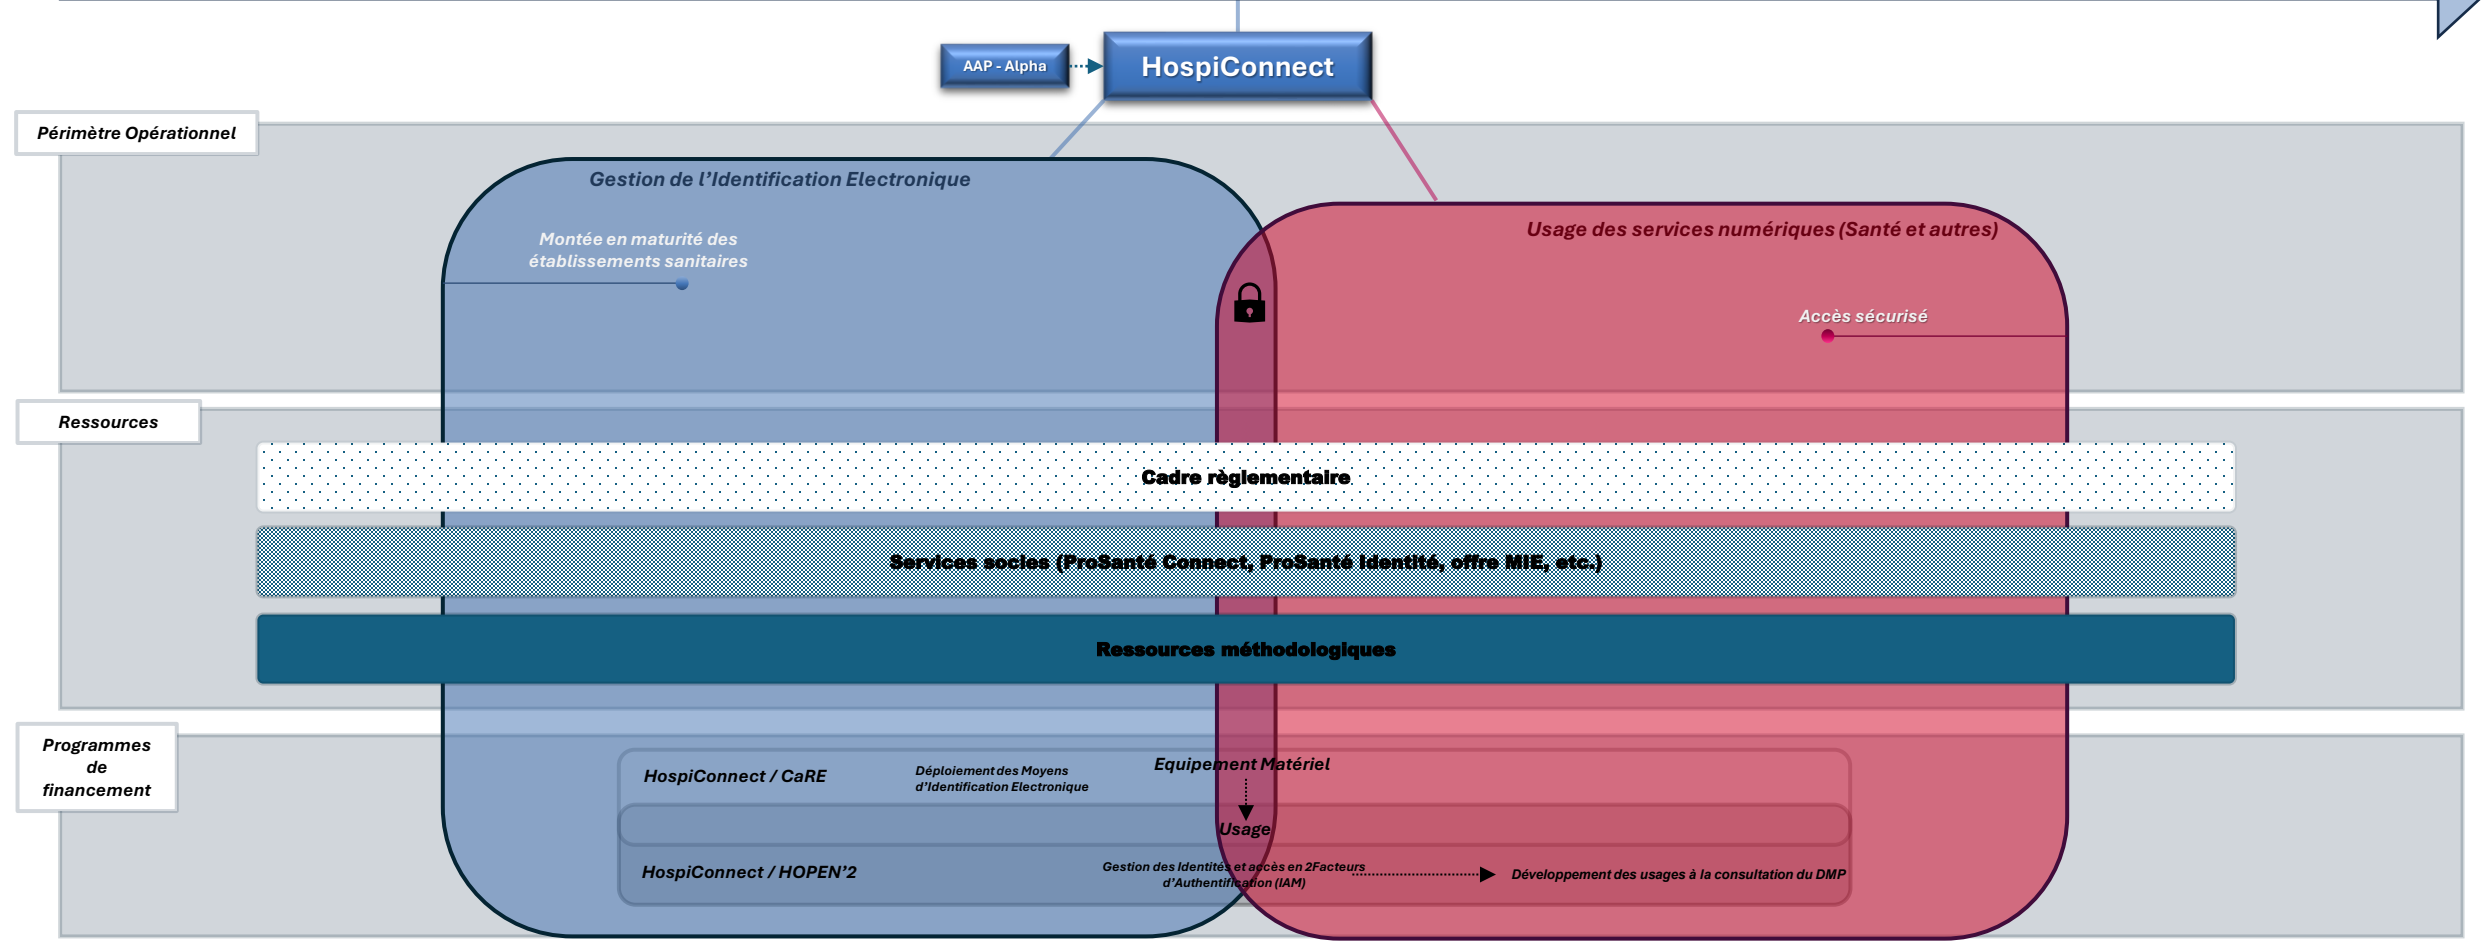 AAP - Alpha
HospiConnect
Périmètre Opérationnel
Gestion de l’Identification Electronique
Usage des services numériques (Santé et autres)
Montée en maturité des
établissements sanitaires
Accès sécurisé
Ressources
Cadre règlementaire
Services socles (ProSanté Connect, ProSanté Identité, offre MIE, etc.)
Ressources méthodologiques
Programmes
de
financement
HospiConnect / CaRE
Déploiement des Moyens
d’Identification Electronique
Equipement Matériel
Usage
HospiConnect / HOPEN’2
Gestion des Identités et accès en 2Facteurs
d’Authentification (IAM)
Développement des usages à la consultation du DMP